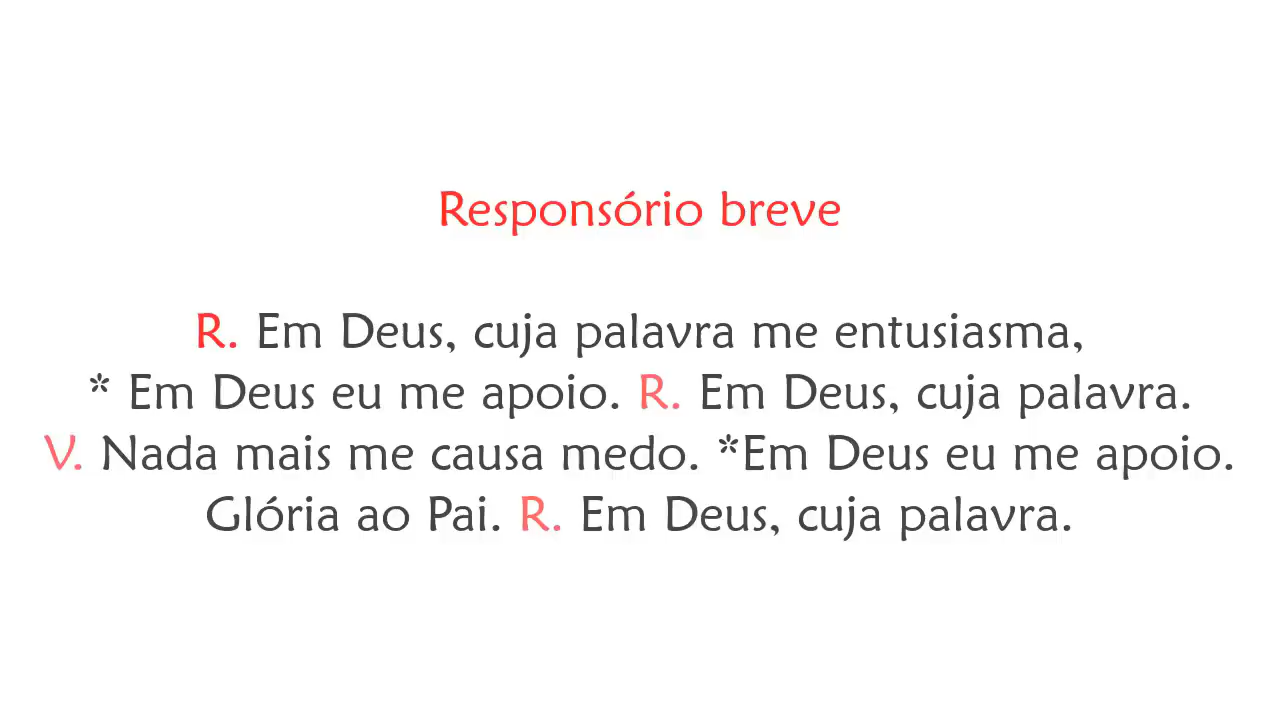 Responsório breve
R. Em Deus, cuja palavra me entusiasma,
* Em Deus eu me apoio. R. Em Deus, cuja palavra.
V. Nada mais me causa medo. *Em Deus eu me apoio.
Glória ao Pai. R. Em Deus, cuja palavra.